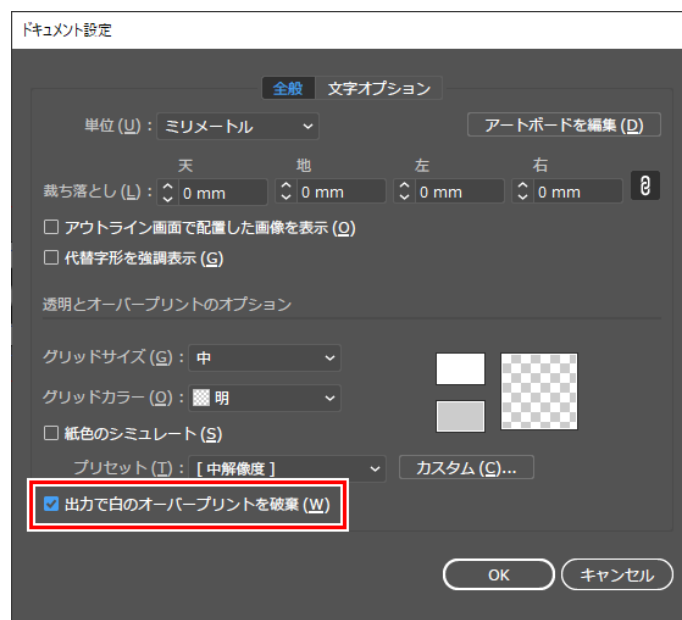 ドキュメント設定
全般 文字オプション
単位(U)： ミリメートル アートボードを編集(D)
天 地 左 右
裁ち落とし(L)： 0 mm 0 mm 0 mm 0 mm
アウトライン画面で配置した画像を表示(O)
代替字形を強調表示(G)
透明とオーバープリントのオプション
グリッドサイズ(G)： 中
グリッドカラー(O)： 明
紙色のシミュレート(S)
プリセット(T)： [中解像度] カスタム(C)...
出力で白のオーバープリントを破棄(W)
OK キャンセル